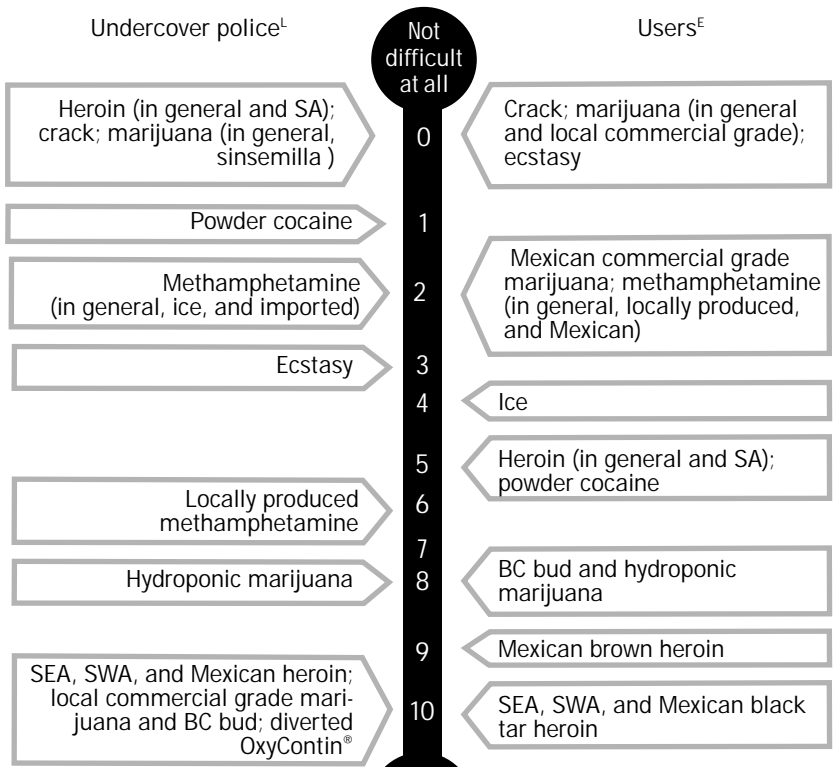 Undercover police^L
Not
difficult
at all
Users^E
Heroin (in general and SA);
crack; marijuana (in general,
sinsemilla )
0
Crack; marijuana (in general
and local commercial grade);
ecstasy
Powder cocaine
1
Methamphetamine
(in general, ice, and imported)
2
Mexican commercial grade
marijuana; methamphetamine
(in general, locally produced,
and Mexican)
Ecstasy
3
4
Ice
5
Heroin (in general and SA);
powder cocaine
Locally produced
methamphetamine
6
7
Hydroponic marijuana
8
BC bud and hydroponic
marijuana
9
Mexican brown heroin
SEA, SWA, and Mexican heroin;
local commercial grade mari-
juana and BC bud; diverted
OxyContin®
10
SEA, SWA, and Mexican black
tar heroin